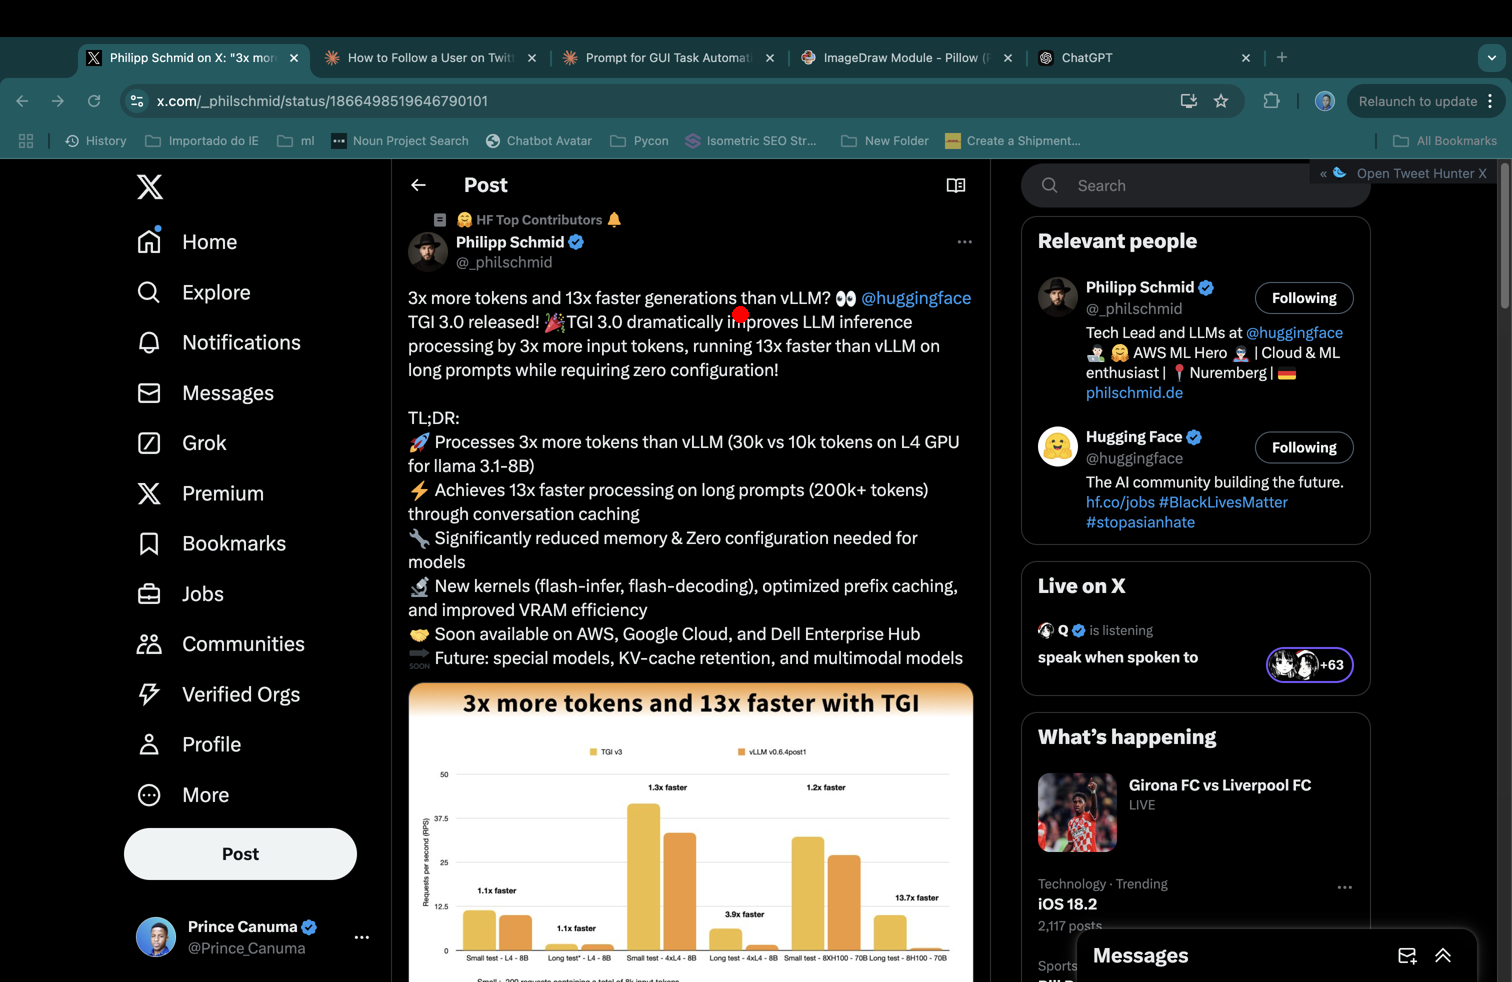 Philipp Schmid on X: "3x mor
How to Follow a User on Twit
Prompt for GUI Task Automat
ImageDraw Module - Pillow (P
ChatGPT
x.com/_philschmid/status/1866498519646790101
Relaunch to update
History
Importado do IE
ml
Noun Project Search
Chatbot Avatar
Pycon
Isometric SEO Str...
New Folder
Create a Shipment...
All Bookmarks
Home
Explore
Notifications
Messages
Grok
Premium
Bookmarks
Jobs
Communities
Verified Orgs
Profile
More
Post
Prince Canuma
@Prince_Canuma
Post
HF Top Contributors
Philipp Schmid
@_philschmid
3x more tokens and 13x faster generations than vLLM? 👀 @huggingface
TGI 3.0 released! 🎉TGI 3.0 dramatically improves LLM inference
processing by 3x more input tokens, running 13x faster than vLLM on
long prompts while requiring zero configuration!
TL;DR:
🚀 Processes 3x more tokens than vLLM (30k vs 10k tokens on L4 GPU
for llama 3.1-8B)
⚡ Achieves 13x faster processing on long prompts (200k+ tokens)
through conversation caching
🔧 Significantly reduced memory & Zero configuration needed for
models
🔬 New kernels (flash-infer, flash-decoding), optimized prefix caching,
and improved VRAM efficiency
🤝 Soon available on AWS, Google Cloud, and Dell Enterprise Hub
🔜 Future: special models, KV-cache retention, and multimodal models
3x more tokens and 13x faster with TGI
TGI v3
vLLM v0.6.4post1
Requests per second (RPS)
50
37.5
25
12.5
0
1.1x faster
1.1x faster
1.3x faster
3.9x faster
1.2x faster
13.7x faster
Small test - L4 - 8B
Long test* - L4 - 8B
Small test - 4xL4 - 8B
Long test - 4xL4 - 8B
Small test - 8XH100 - 70B
Long test - 8H100 - 70B
Search
« Open Tweet Hunter X
Relevant people
Philipp Schmid
@_philschmid
Following
Tech Lead and LLMs at @huggingface
AWS ML Hero | Cloud & ML
enthusiast | 📍 Nuremberg | 🇩🇪
philschmid.de
Hugging Face
@huggingface
Following
The AI community building the future.
hf.co/jobs #BlackLivesMatter
#stopasianhate
Live on X
Q is listening
speak when spoken to
+63
What's happening
Girona FC vs Liverpool FC
LIVE
Technology · Trending
iOS 18.2
2,117 posts
Sports
Messages